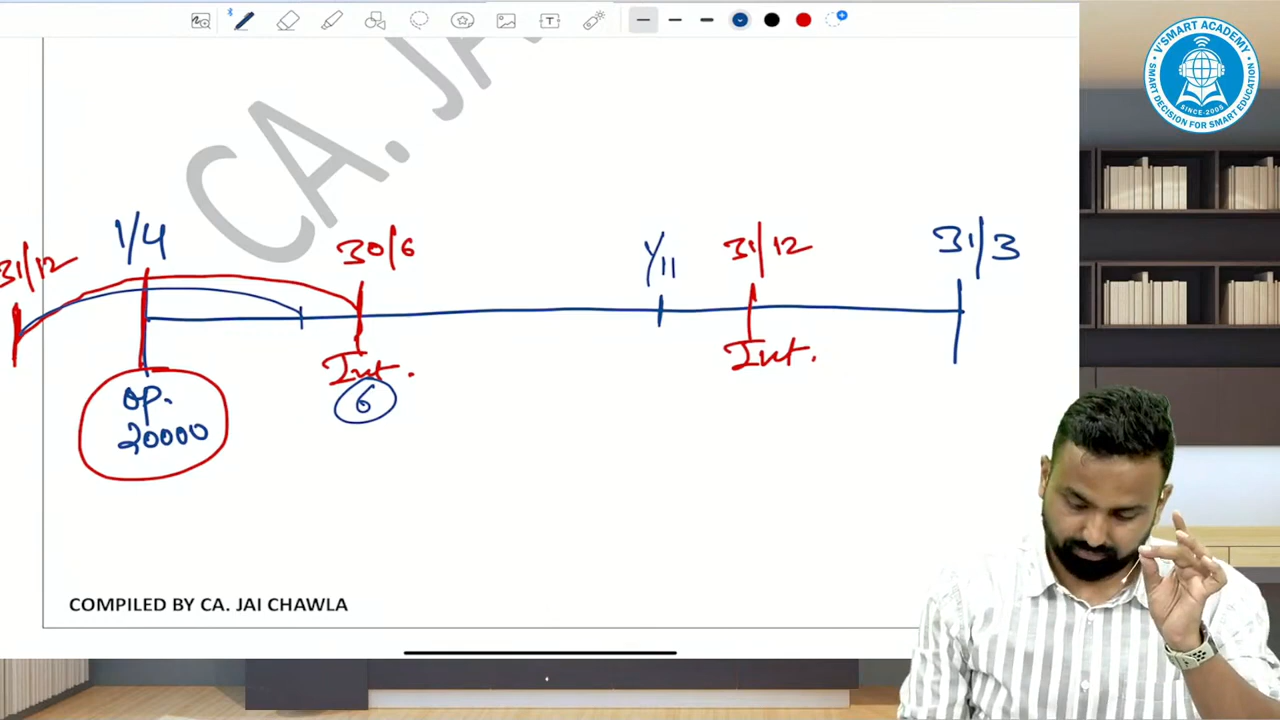 V'SMART ACADEMY
SMART DECISION FOR SMART EDUCATION
SINCE-2005
CA. JA
31/12
1/4
30/6
1/11
31/12
31/3
Int.
Int.
6
OP.
20000
COMPILED BY CA. JAI CHAWLA